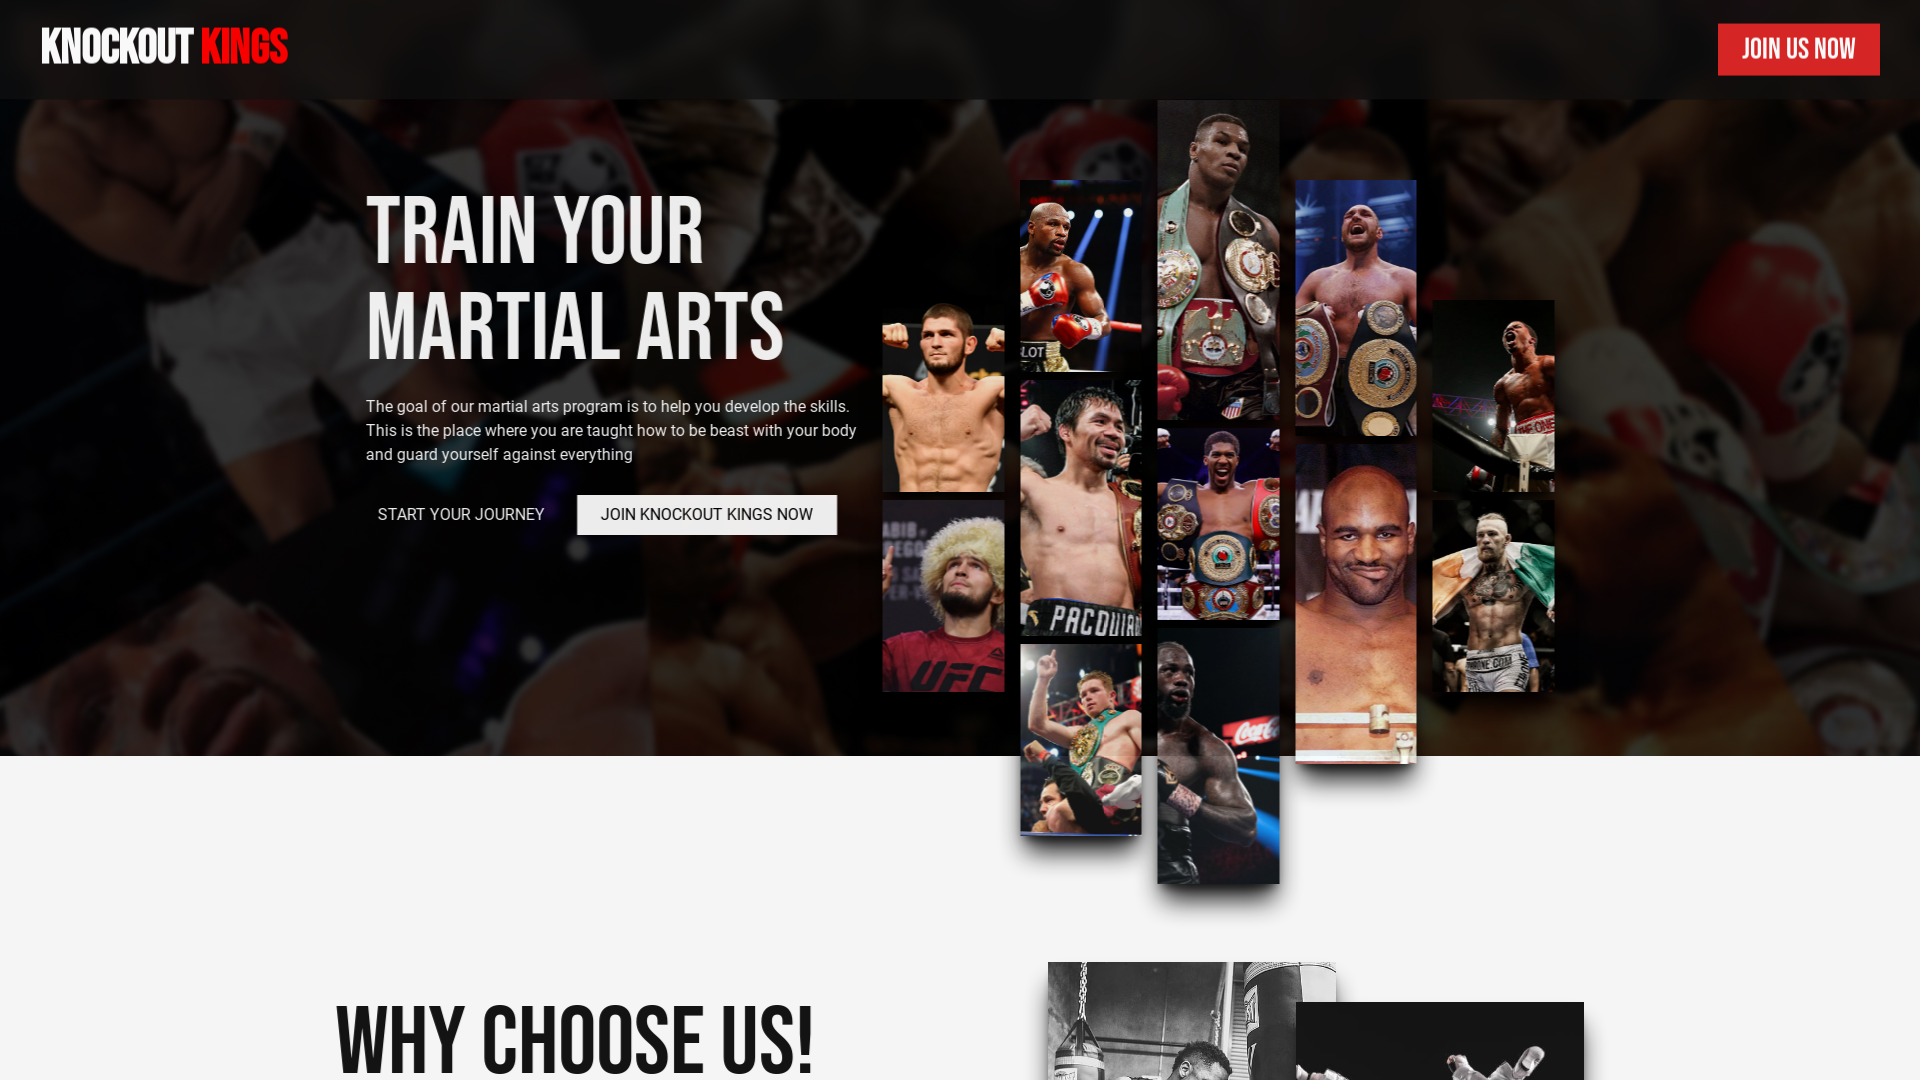 KNOCKOUT KINGS
JOIN US NOW
TRAIN YOUR
MARTIAL ARTS
The goal of our martial arts program is to help you develop the skills.
This is the place where you are taught how to be beast with your body
and guard yourself against everything
START YOUR JOURNEY
JOIN KNOCKOUT KINGS NOW
PACQUIA
UFC
Coca-C
WHY CHOOSE US!